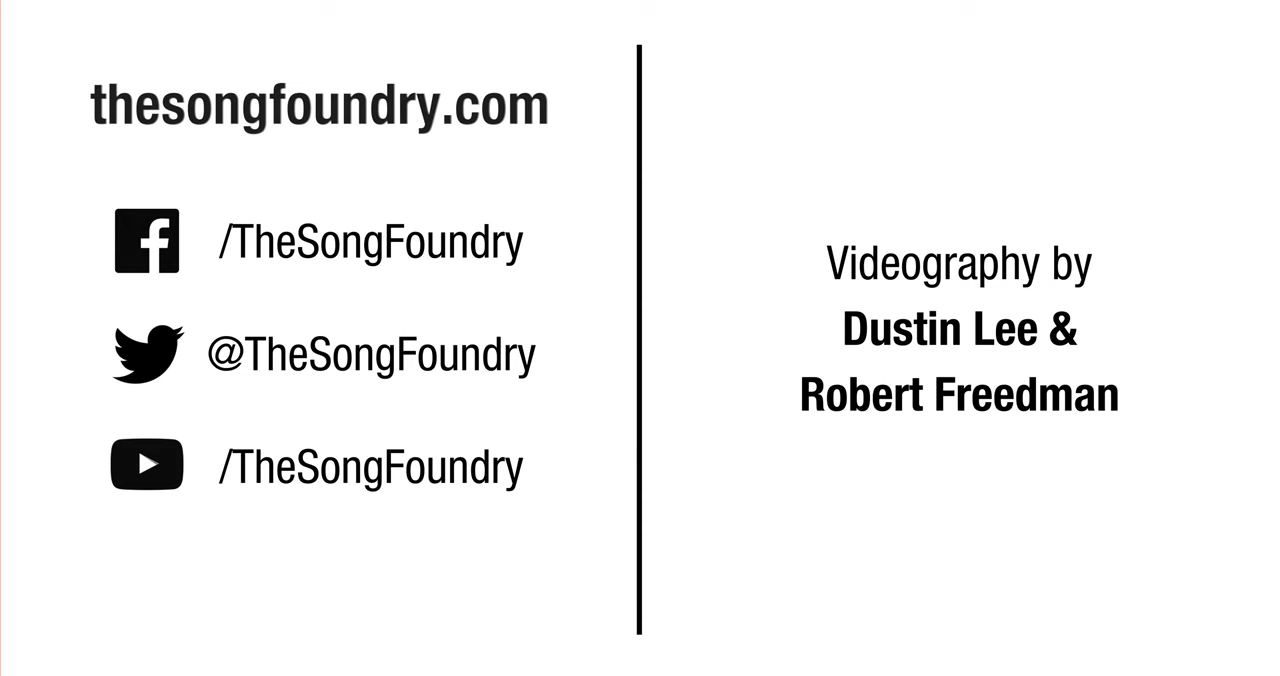 thesongfoundry.com
/TheSongFoundry
@TheSongFoundry
/TheSongFoundry
Videography by
Dustin Lee &
Robert Freedman